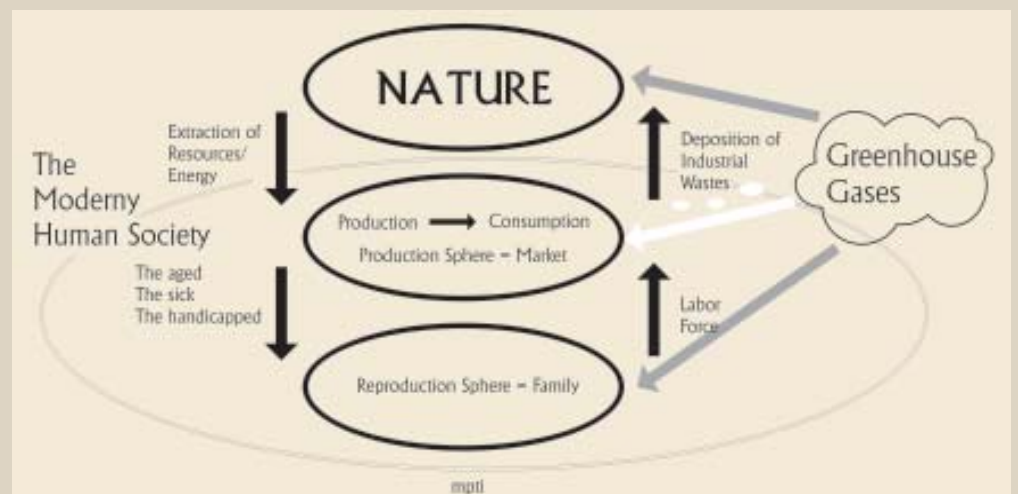 NATURE
Extraction of
Resources/
Energy
Deposition of
Industrial
Wastes
Greenhouse
Gases
The
Moderny
Human Society
Production
Consumption
Production Sphere = Market
The aged
The sick
The handicapped
Labor
Force
Reproduction Sphere = Family
mpti